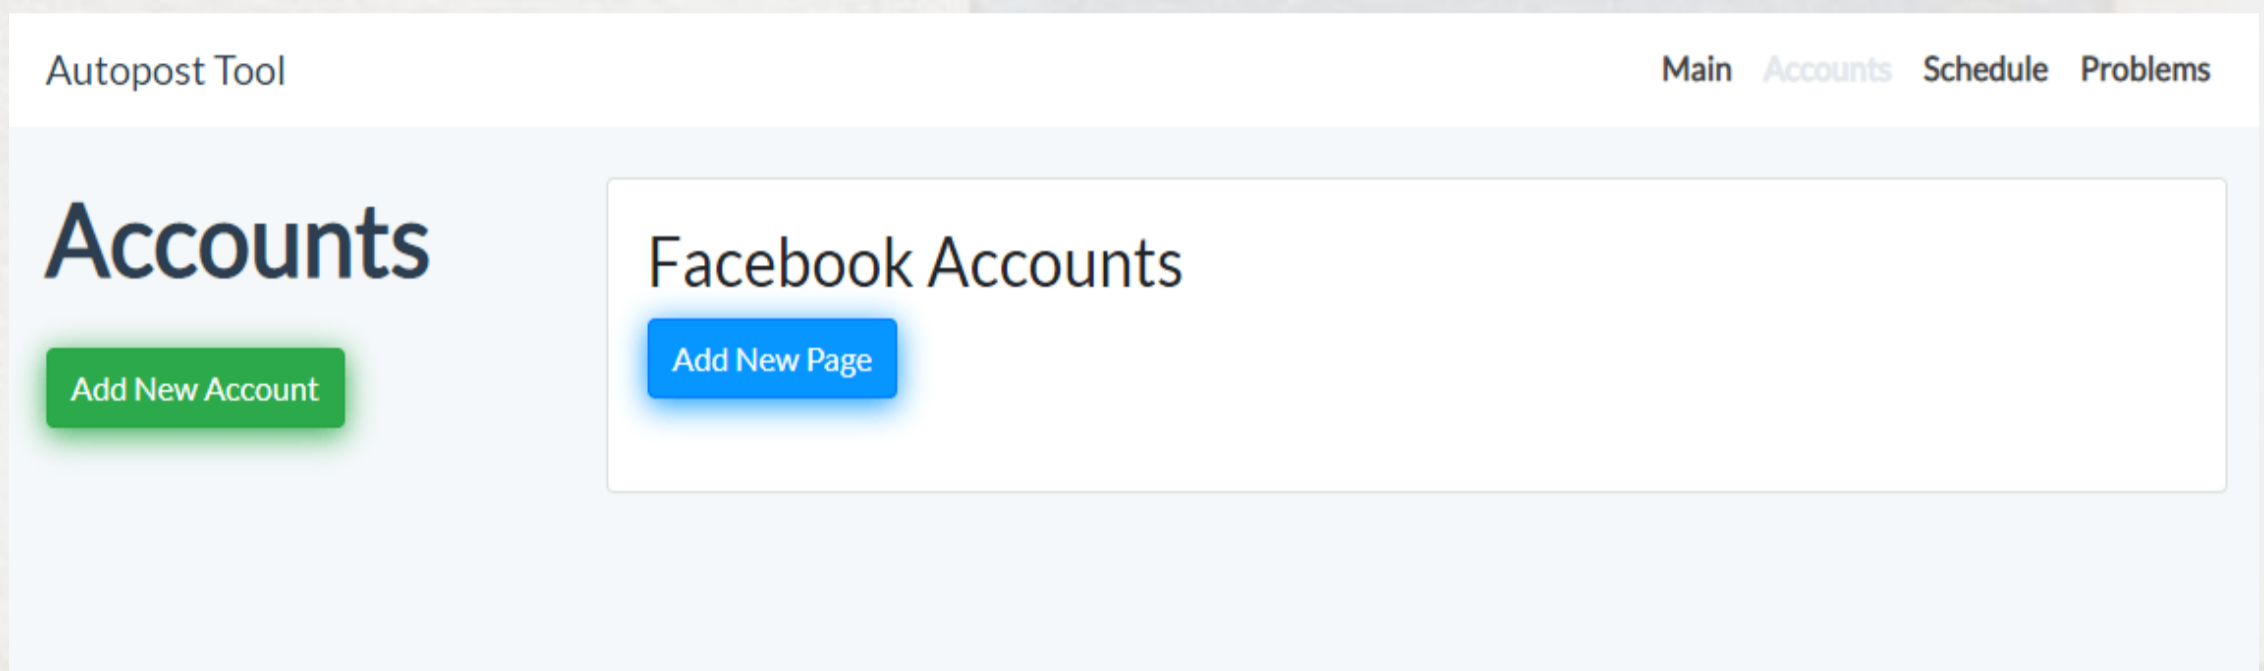 Autopost Tool
Main Accounts Schedule Problems
Accounts
Add New Account
Facebook Accounts
Add New Page